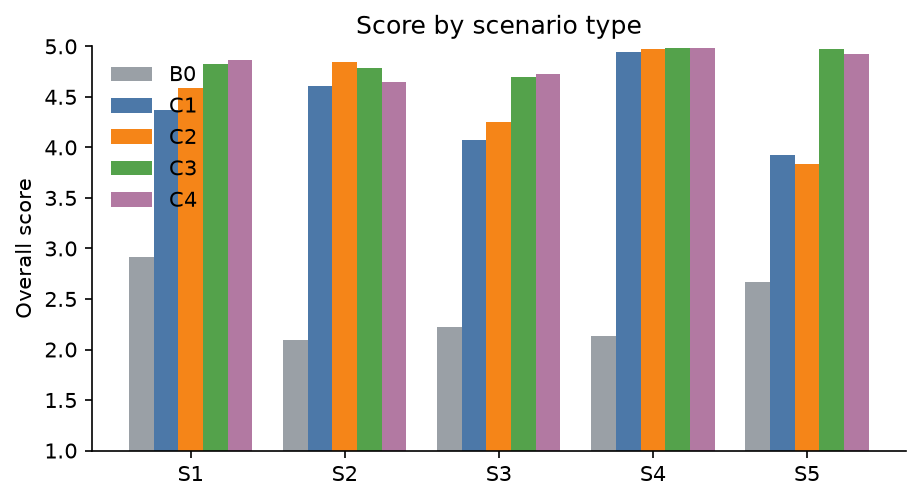 Score by scenario type
Overall score
5.0
4.5
4.0
3.5
3.0
2.5
2.0
1.5
1.0
B0
C1
C2
C3
C4
S1 S2 S3 S4 S5